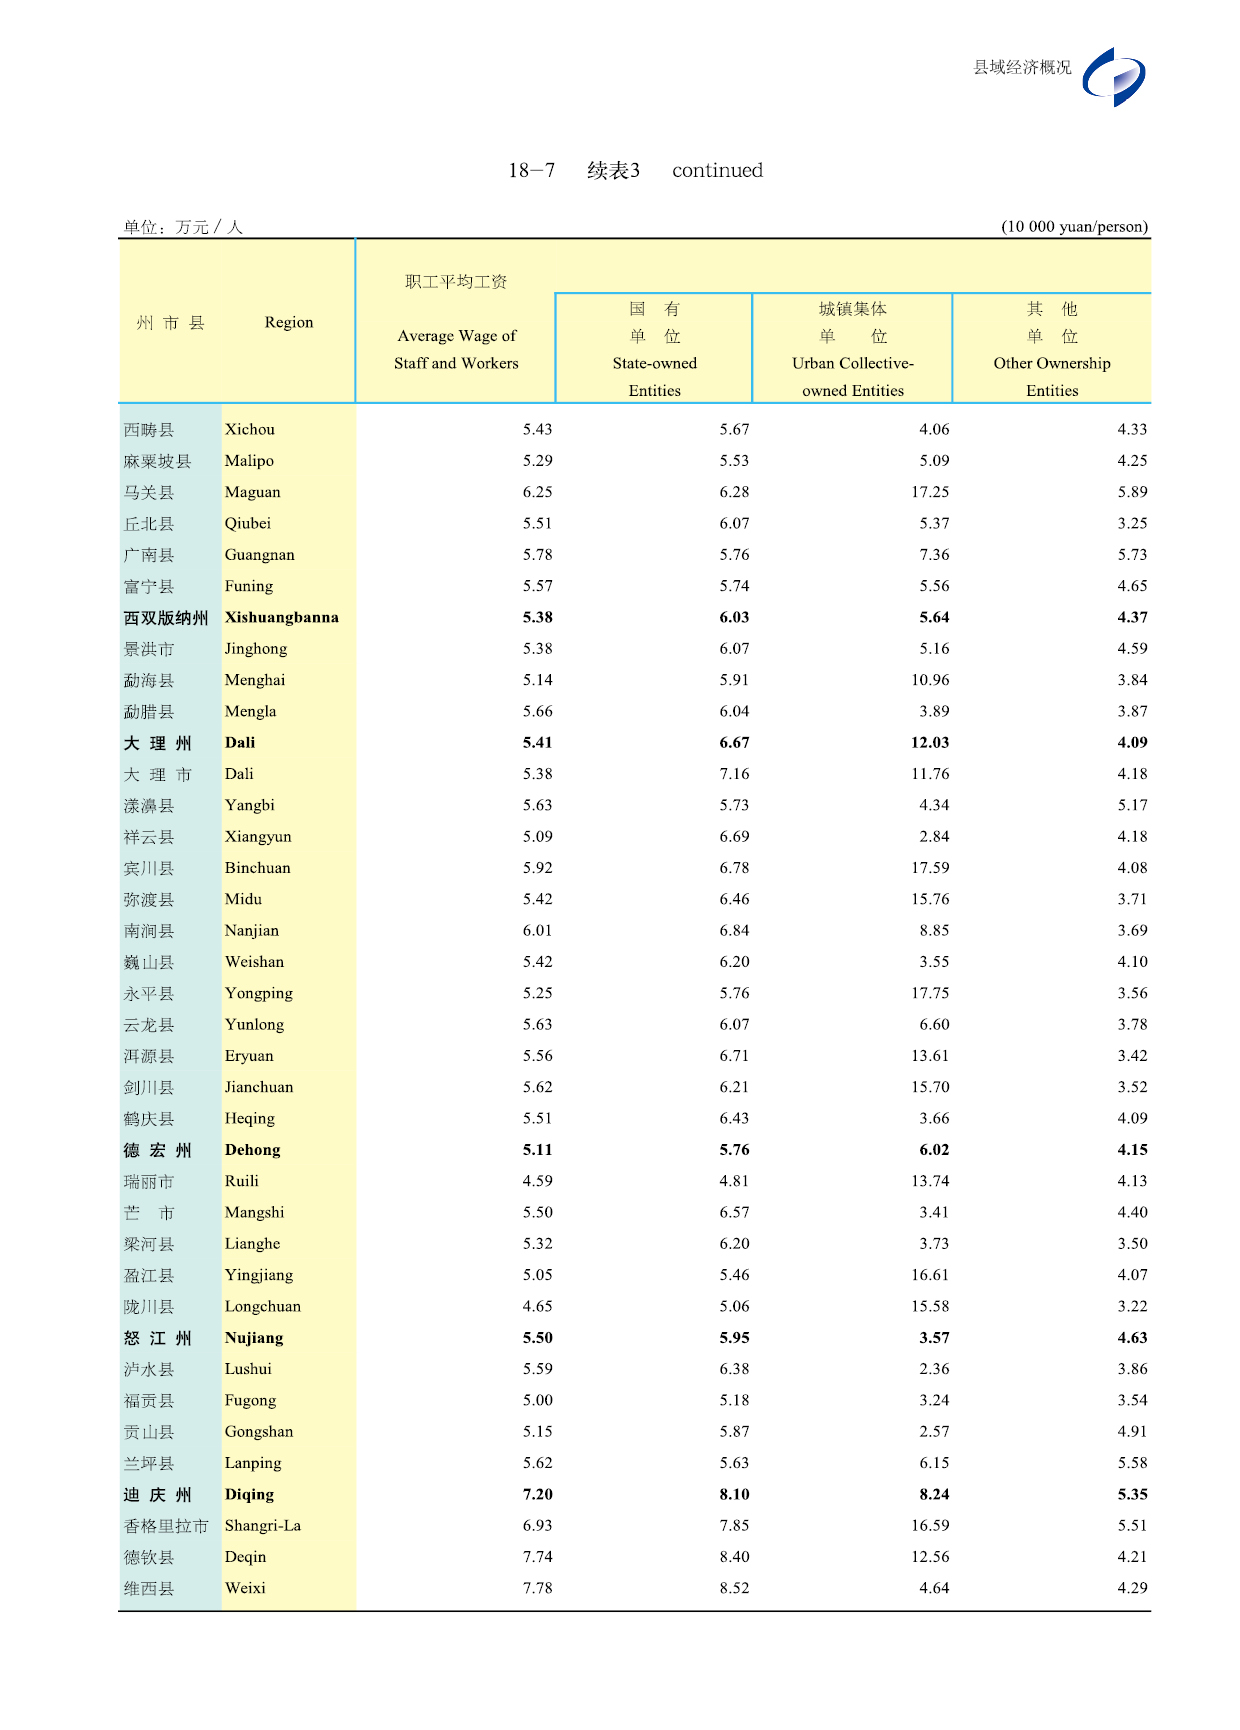 县域经济概况
18-7 续表3 continued
单位：万元/人 (10 000 yuan/person)
州 市 县 Region
职工平均工资
Average Wage of
Staff and Workers
国 有
单 位
State-owned
Entities
城镇集体
单 位
Urban Collective-
owned Entities
其 他
单 位
Other Ownership
Entities
西畴县 Xichou 5.43 5.67 4.06 4.33
麻栗坡县 Malipo 5.29 5.53 5.09 4.25
马关县 Maguan 6.25 6.28 17.25 5.89
丘北县 Qiubei 5.51 6.07 5.37 3.25
广南县 Guangnan 5.78 5.76 7.36 5.73
富宁县 Funing 5.57 5.74 5.56 4.65
西双版纳州 Xishuangbanna 5.38 6.03 5.64 4.37
景洪市 Jinghong 5.38 6.07 5.16 4.59
勐海县 Menghai 5.14 5.91 10.96 3.84
勐腊县 Mengla 5.66 6.04 3.89 3.87
大 理 州 Dali 5.41 6.67 12.03 4.09
大 理 市 Dali 5.38 7.16 11.76 4.18
漾濞县 Yangbi 5.63 5.73 4.34 5.17
祥云县 Xiangyun 5.09 6.69 2.84 4.18
宾川县 Binchuan 5.92 6.78 17.59 4.08
弥渡县 Midu 5.42 6.46 15.76 3.71
南涧县 Nanjian 6.01 6.84 8.85 3.69
巍山县 Weishan 5.42 6.20 3.55 4.10
永平县 Yongping 5.25 5.76 17.75 3.56
云龙县 Yunlong 5.63 6.07 6.60 3.78
洱源县 Eryuan 5.56 6.71 13.61 3.42
剑川县 Jianchuan 5.62 6.21 15.70 3.52
鹤庆县 Heqing 5.51 6.43 3.66 4.09
德 宏 州 Dehong 5.11 5.76 6.02 4.15
瑞丽市 Ruili 4.59 4.81 13.74 4.13
芒 市 Mangshi 5.50 6.57 3.41 4.40
梁河县 Lianghe 5.32 6.20 3.73 3.50
盈江县 Yingjiang 5.05 5.46 16.61 4.07
陇川县 Longchuan 4.65 5.06 15.58 3.22
怒 江 州 Nujiang 5.50 5.95 3.57 4.63
泸水县 Lushui 5.59 6.38 2.36 3.86
福贡县 Fugong 5.00 5.18 3.24 3.54
贡山县 Gongshan 5.15 5.87 2.57 4.91
兰坪县 Lanping 5.62 5.63 6.15 5.58
迪 庆 州 Diqing 7.20 8.10 8.24 5.35
香格里拉市 Shangri-La 6.93 7.85 16.59 5.51
德钦县 Deqin 7.74 8.40 12.56 4.21
维西县 Weixi 7.78 8.52 4.64 4.29